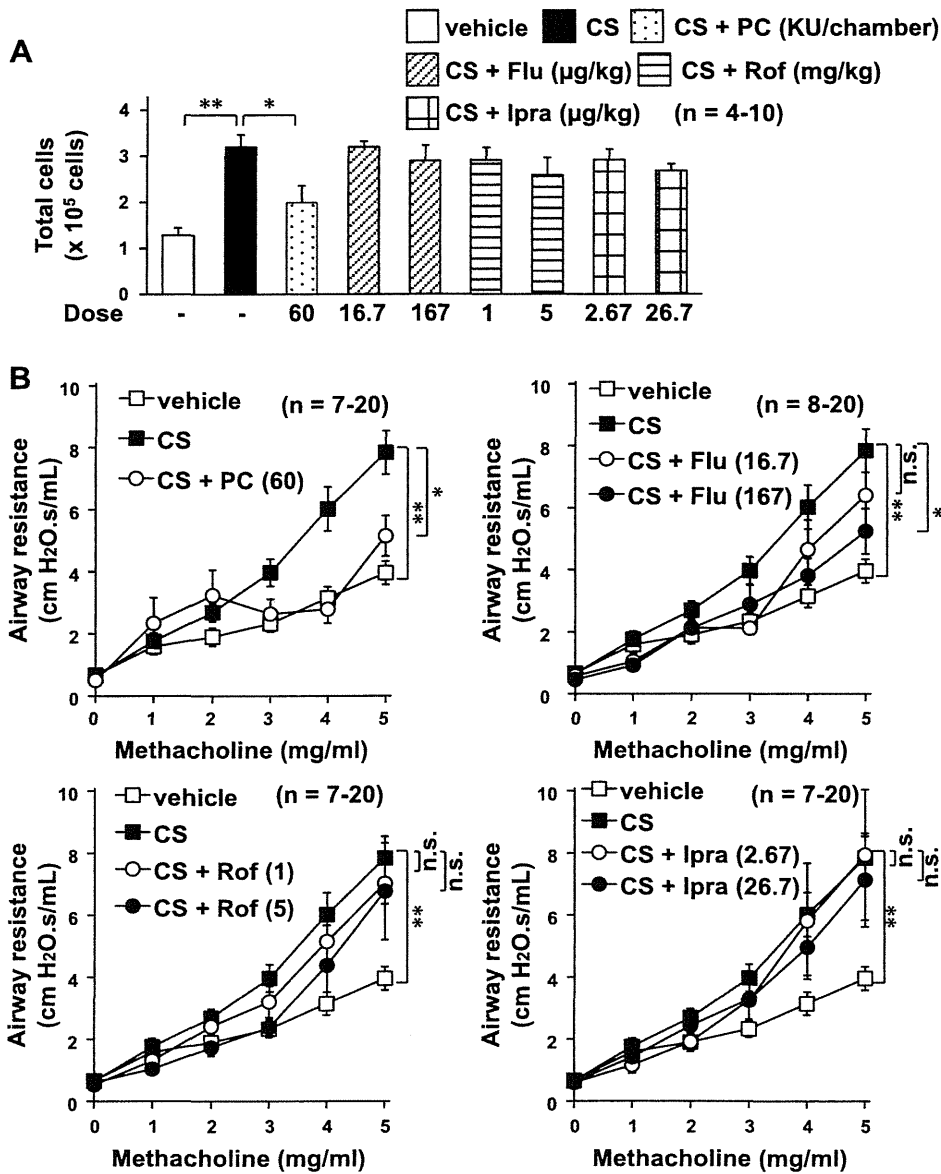 A
vehicle CS CS + PC (KU/chamber)
CS + Flu (µg/kg) CS + Rof (mg/kg)
CS + Ipra (µg/kg) (n = 4-10)
Total cells
(x 10⁵ cells)
4
3
2
1
0
** *
Dose - - 60 16.7 167 1 5 2.67 26.7
B
Airway resistance
(cm H₂O.s/mL)
10
8
6
4
2
0
vehicle (n = 7-20)
CS
CS + PC (60)
**
*
0 1 2 3 4 5
Methacholine (mg/ml)
Airway resistance
(cm H₂O.s/mL)
10
8
6
4
2
0
vehicle (n = 8-20)
CS
CS + Flu (16.7)
CS + Flu (167)
**
n.s.
*
0 1 2 3 4 5
Methacholine (mg/ml)
Airway resistance
(cm H₂O.s/mL)
10
8
6
4
2
0
vehicle (n = 7-20)
CS
CS + Rof (1)
CS + Rof (5)
**
n.s.
n.s.
0 1 2 3 4 5
Methacholine (mg/ml)
Airway resistance
(cm H₂O.s/mL)
10
8
6
4
2
0
vehicle (n = 7-20)
CS
CS + Ipra (2.67)
CS + Ipra (26.7)
**
n.s.
n.s.
0 1 2 3 4 5
Methacholine (mg/ml)